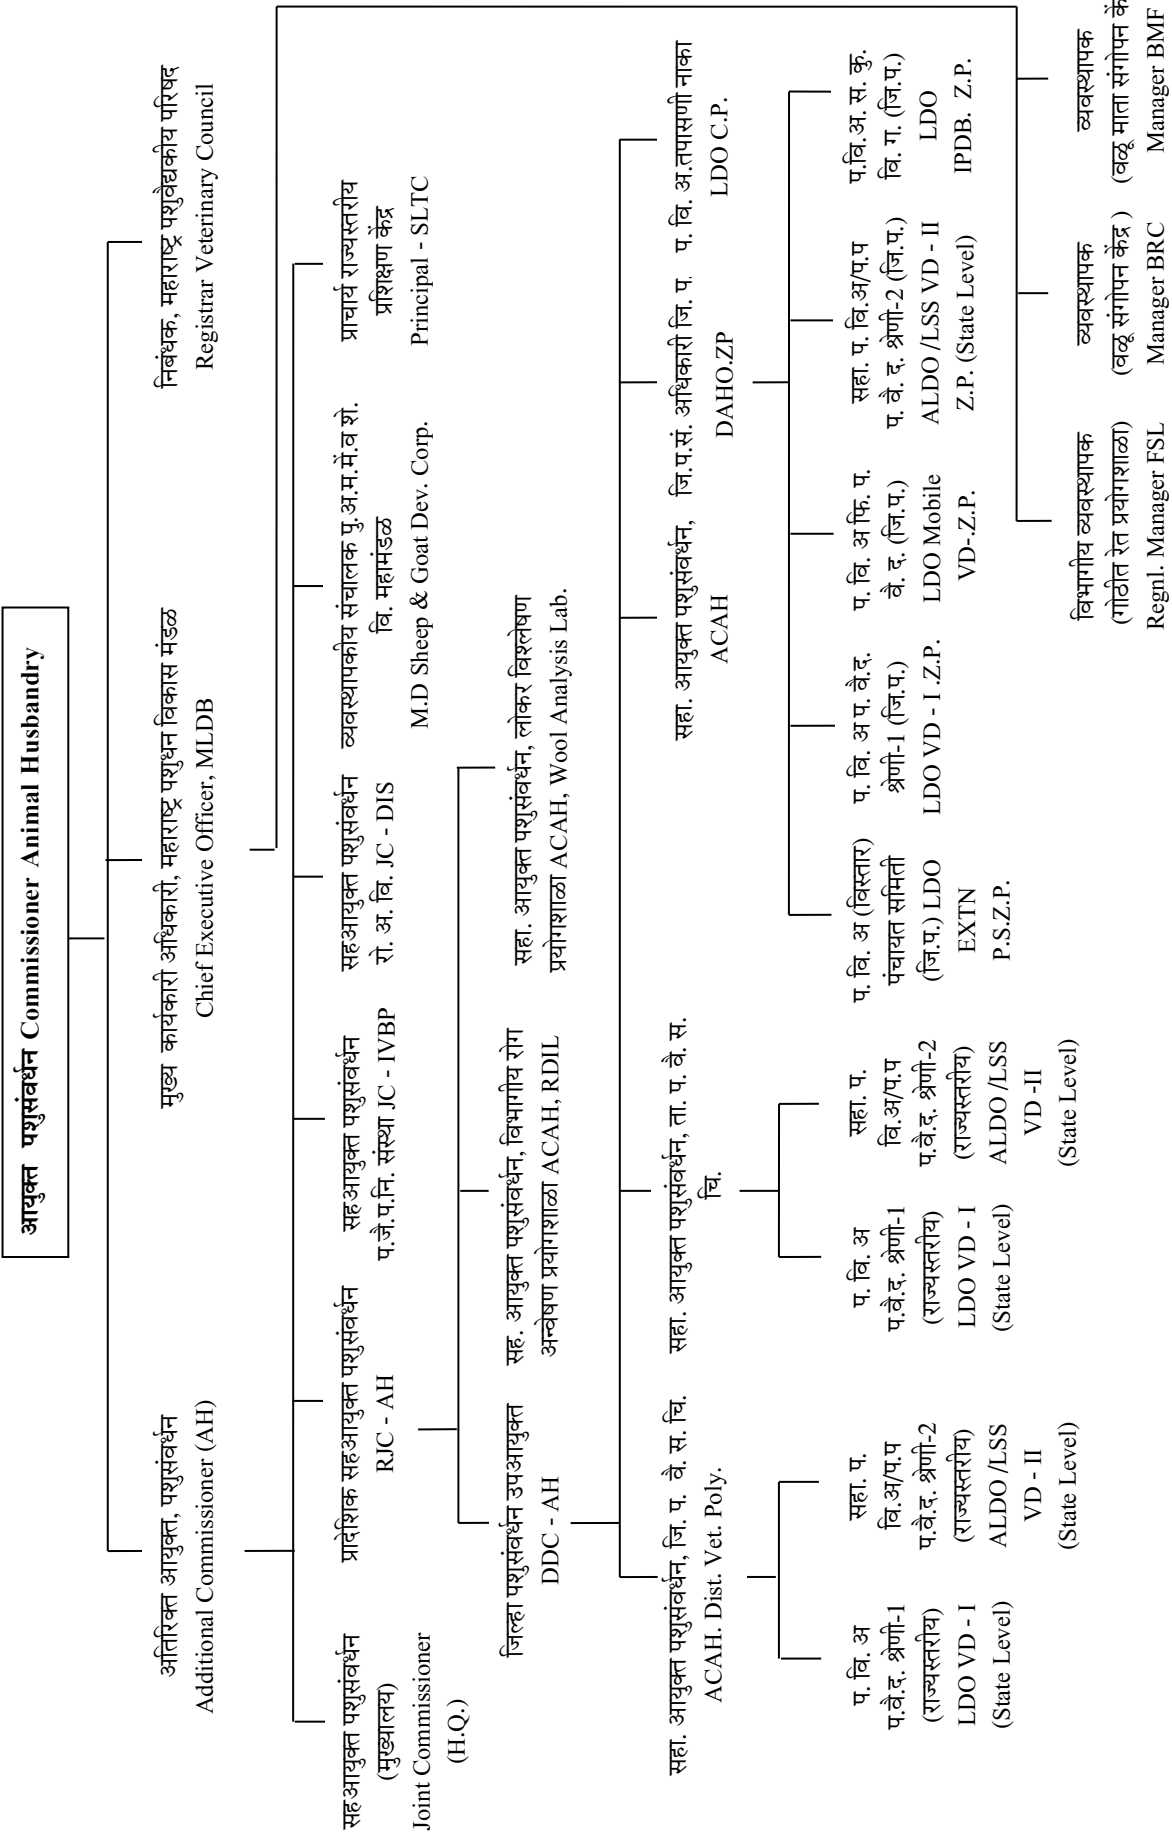 आयुक्त पशुसंवर्धन Commissioner Animal Husbandry
अतिरिक्त आयुक्त, पशुसंवर्धन
Additional Commissioner (AH)
मुख्य कार्यकारी अधिकारी, महाराष्ट्र पशुधन विकास मंडळ
Chief Executive Officer, MLDB
निबंधक, महाराष्ट्र पशुवैद्यकीय परिषद
Registrar Veterinary Council
सहआयुक्त पशुसंवर्धन
(मुख्यालय)
Joint Commissioner
(H.Q.)
प्रादेशिक सहआयुक्त पशुसंवर्धन
RJC - AH
सहआयुक्त पशुसंवर्धन
प.जै.प.नि. संस्था JC - IVBP
सहआयुक्त पशुसंवर्धन
रो. अ. वि. JC - DIS
व्यवस्थापकीय संचालक पु.अ.म.में.व शे.
वि. महामंडळ
M.D Sheep & Goat Dev. Corp.
प्राचार्य राज्यस्तरीय
प्रशिक्षण केंद्र
Principal - SLTC
जिल्हा पशुसंवर्धन उपआयुक्त
DDC - AH
सह. आयुक्त पशुसंवर्धन, विभागीय रोग
अन्वेषण प्रयोगशाळा ACAH, RDIL
सहा. आयुक्त पशुसंवर्धन, लोकर विश्लेषण
प्रयोगशाळा ACAH, Wool Analysis Lab.
सहा. आयुक्त पशुसंवर्धन, जि. प. वै. स. चि.
ACAH. Dist. Vet. Poly.
सहा. आयुक्त पशुसंवर्धन, ता. प. वै. स.
चि.
सहा. आयुक्त पशुसंवर्धन,
ACAH
जि.प.सं. अधिकारी जि. प.
DAHO.ZP
प. वि. अ.तपासणी नाका
LDO C.P.
प. वि. अ
प.वै.द. श्रेणी-1
(राज्यस्तरीय)
LDO VD - I
(State Level)
सहा. प.
वि.अ/प.प
प.वै.द. श्रेणी-2
(राज्यस्तरीय)
ALDO /LSS
VD - II
(State Level)
प. वि. अ
प.वै.द. श्रेणी-1
(राज्यस्तरीय)
LDO VD - I
(State Level)
सहा. प.
वि.अ/प.प
प.वै.द. श्रेणी-2
(राज्यस्तरीय)
ALDO /LSS
VD -II
(State Level)
प. वि. अ (विस्तार)
पंचायत समिती
(जि.प.) LDO
EXTN
P.S.Z.P.
प. वि. अ प. वै.द.
श्रेणी-1 (जि.प.)
LDO VD - I .Z.P.
प. वि. अ फि. प.
वै. द. (जि.प.)
LDO Mobile
VD-.Z.P.
सहा. प. वि.अ/प.प
प. वै. द. श्रेणी-2 (जि.प.)
ALDO /LSS VD - II
Z.P. (State Level)
प.वि.अ. स. कु.
वि. ग. (जि.प.)
LDO
IPDB. Z.P.
विभागीय व्यवस्थापक
(गोठीत रेत प्रयोगशाळा)
Regnl. Manager FSL
व्यवस्थापक
(वळू संगोपन केंद्र )
Manager BRC
व्यवस्थापक
(वळू माता संगोपन
Manager BMF